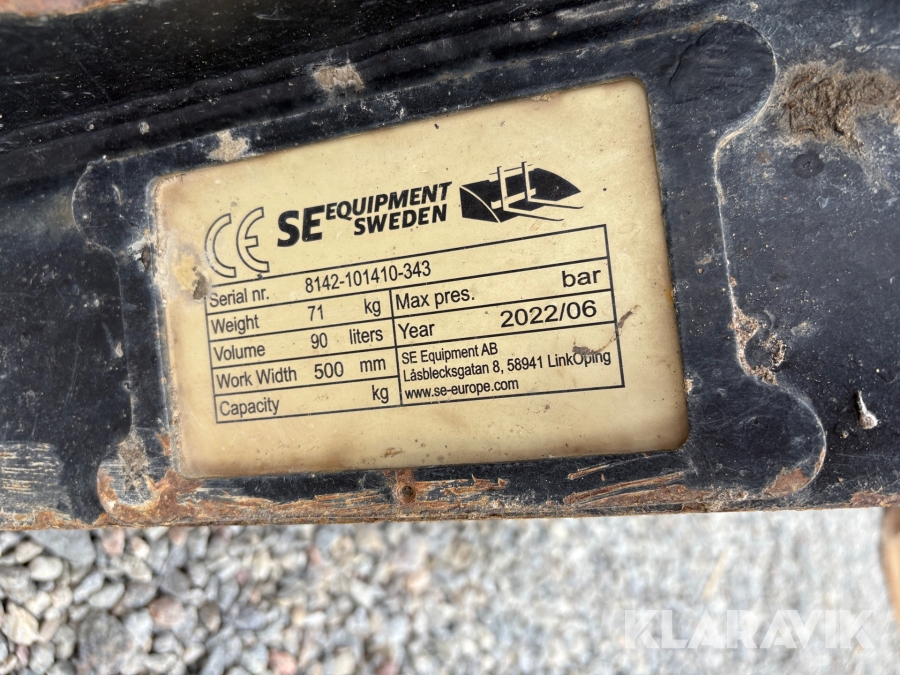 CE SE EQUIPMENT
SWEDEN
Serial nr. 8142-101410-343
Weight 71 kg Max pres. bar
Volume 90 liters Year 2022/06
Work Width 500 mm SE Equipment AB
Låsblecksgatan 8, 58941 LinkÖping
Capacity kg www.se-europe.com
KLARAVIK